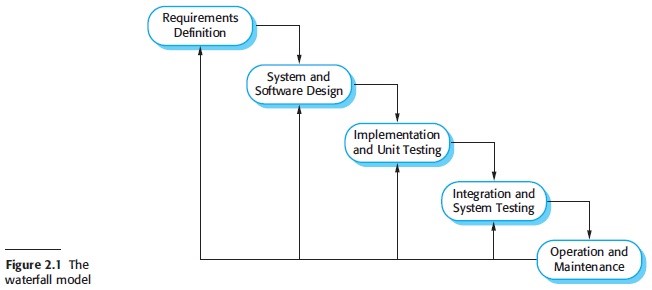 Requirements
Definition
System and
Software Design
Implementation
and Unit Testing
Integration and
System Testing
Operation and
Maintenance
Figure 2.1 The
waterfall model